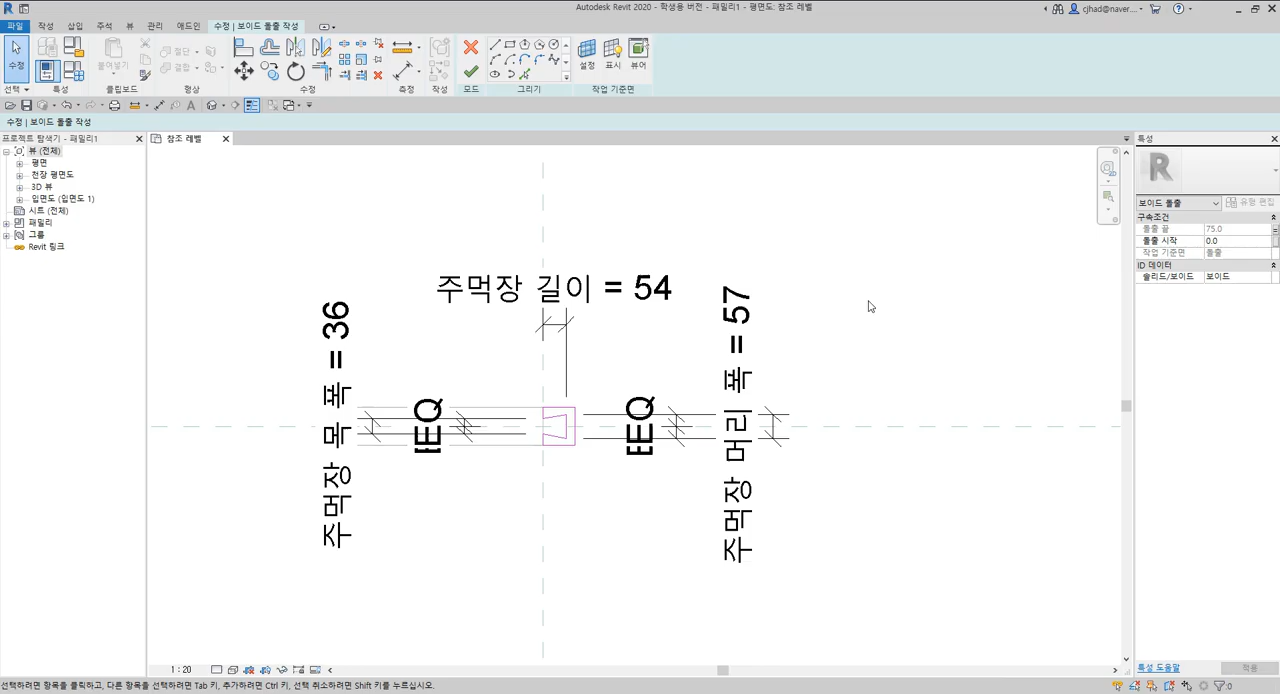 Autodesk Revit 2020 - 학생용 버전 - 패밀리1 - 평면도: 참조 레벨
cjhad@naver....
파일 작성 삽입 주석 뷰 관리 애드인 수정 | 보이드 돌출 작성
수정
붙여넣기
절단
결합
설정 표시 뷰어
선택 특성 클립보드 형상 수정 측정 작성 모드 그리기 작업 기준면
수정 | 보이드 돌출 작성
프로젝트 탐색기 - 패밀리1
뷰 (전체)
평면
천장 평면도
3D 뷰
입면도 (입면도 1)
시트 (전체)
패밀리
그룹
Revit 링크
참조 레벨
주먹장 길이 = 54
주먹장 목 폭 = 36
EQ
EQ
주먹장 머리 폭 = 57
특성
보이드 돌출
유형 편집
구속조건
돌출 끝 75.0
돌출 시작 0.0
작업 기준면 돌출
ID 데이터
솔리드/보이드 보이드
특성 도움말
적용
1 : 20
선택하려면 항목을 클릭하고, 다른 항목을 선택하려면 Tab 키, 추가하려면 Ctrl 키, 선택 취소하려면 Shift 키를 누르십시오.
:0